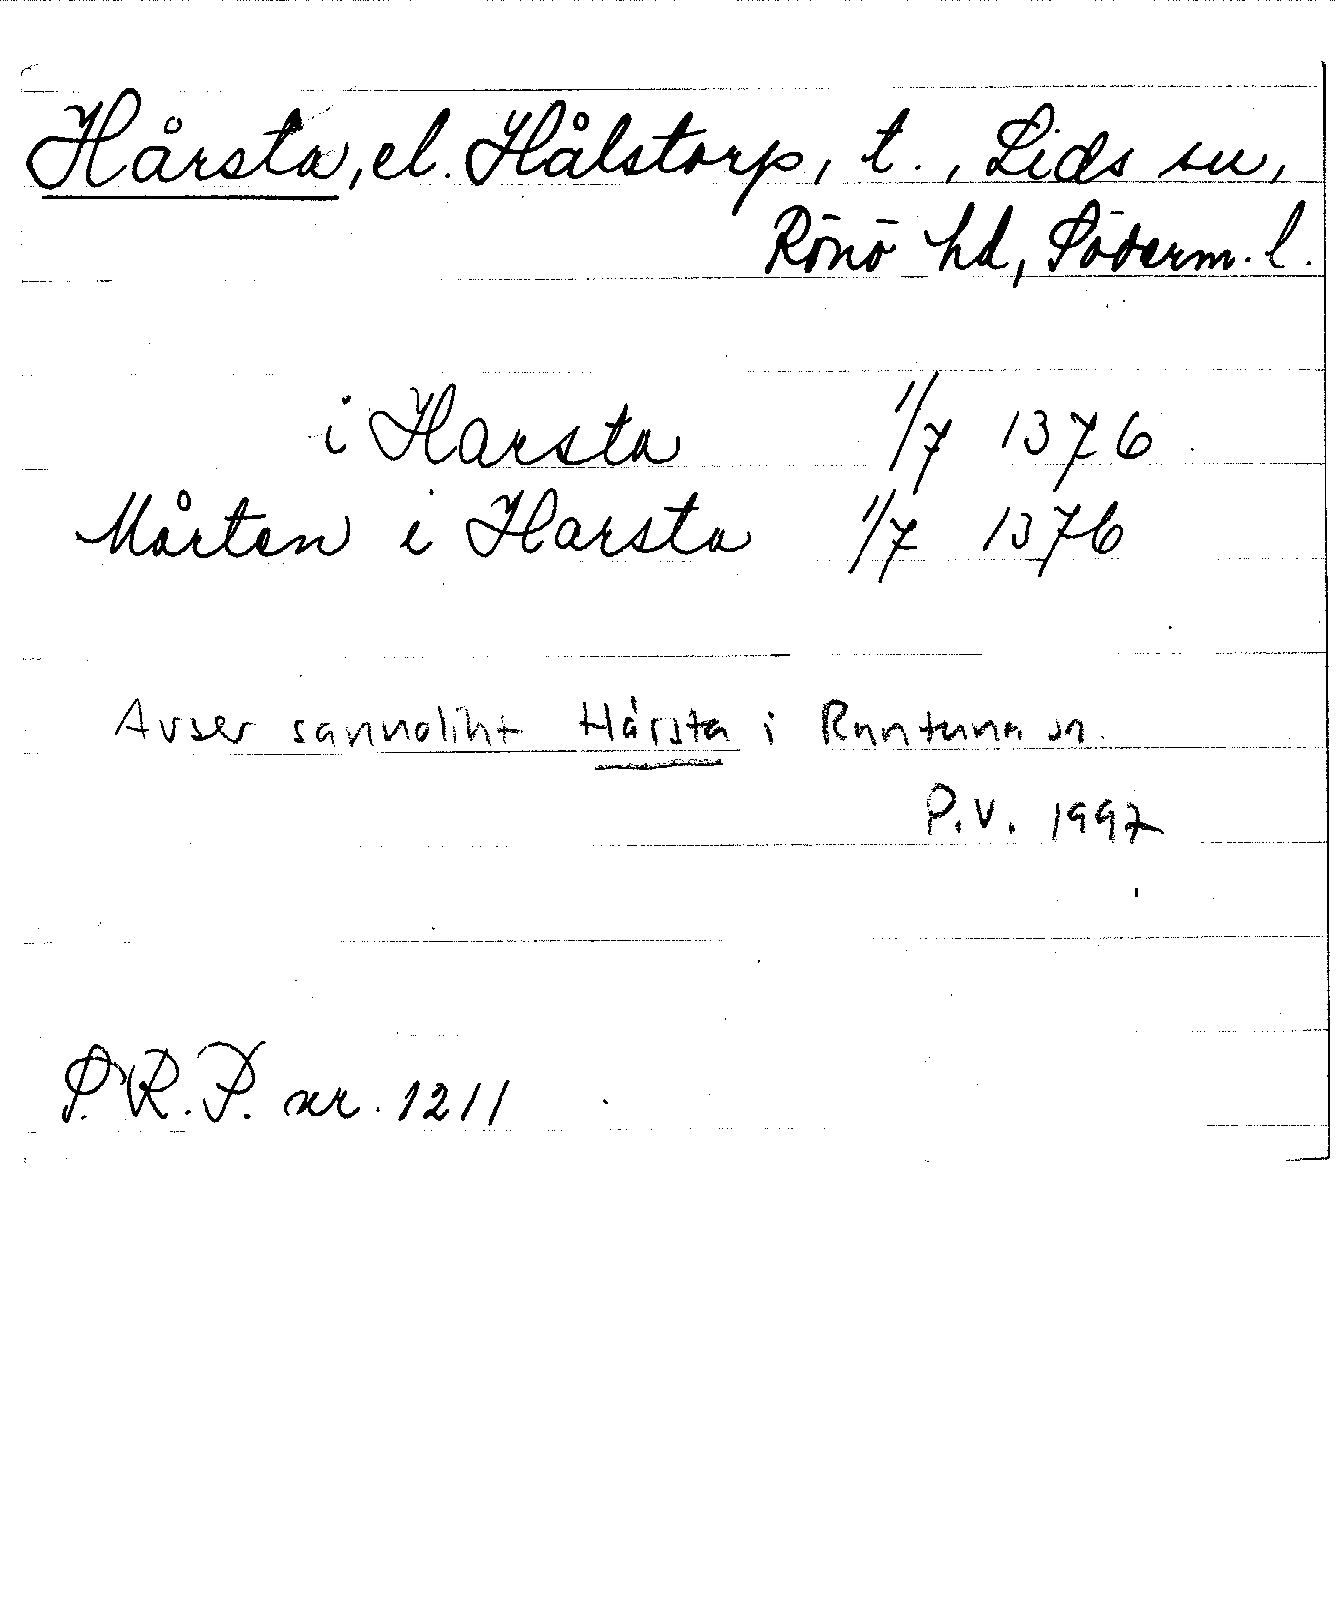 Hårsta, el. Hålstorp, t., Lids sn,
Rönö hd, Söderm. l.
i Harsta 1/7 1376
Mårten i Harsta 1/7 1376
Avser sannolikt Hårsta i Runtuna sn.
P.V. 1997
S.R.P. nr. 1211